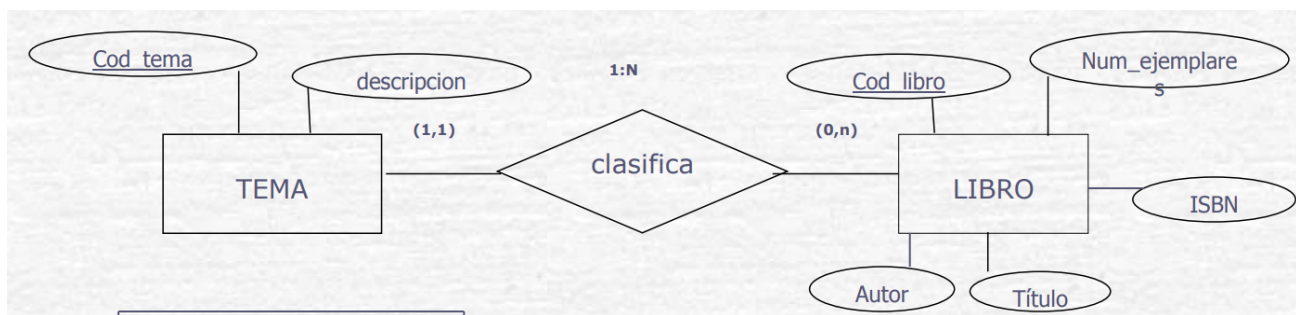 Cod_tema
descripcion
1:N
Cod_libro
Num_ejemplare
s
(1,1)
(0,n)
TEMA
clasifica
LIBRO
ISBN
Autor
Título